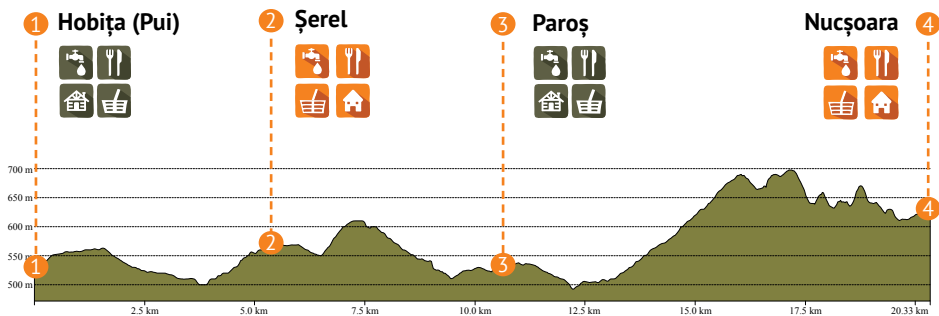 1 Hobița (Pui)
2 Șerel
3 Paroș
Nucșoara 4
700 m
650 m
600 m
550 m
500 m
1
2
3
4
2.5 km
5.0 km
7.5 km
10.0 km
12.5 km
15.0 km
17.5 km
20.33 km